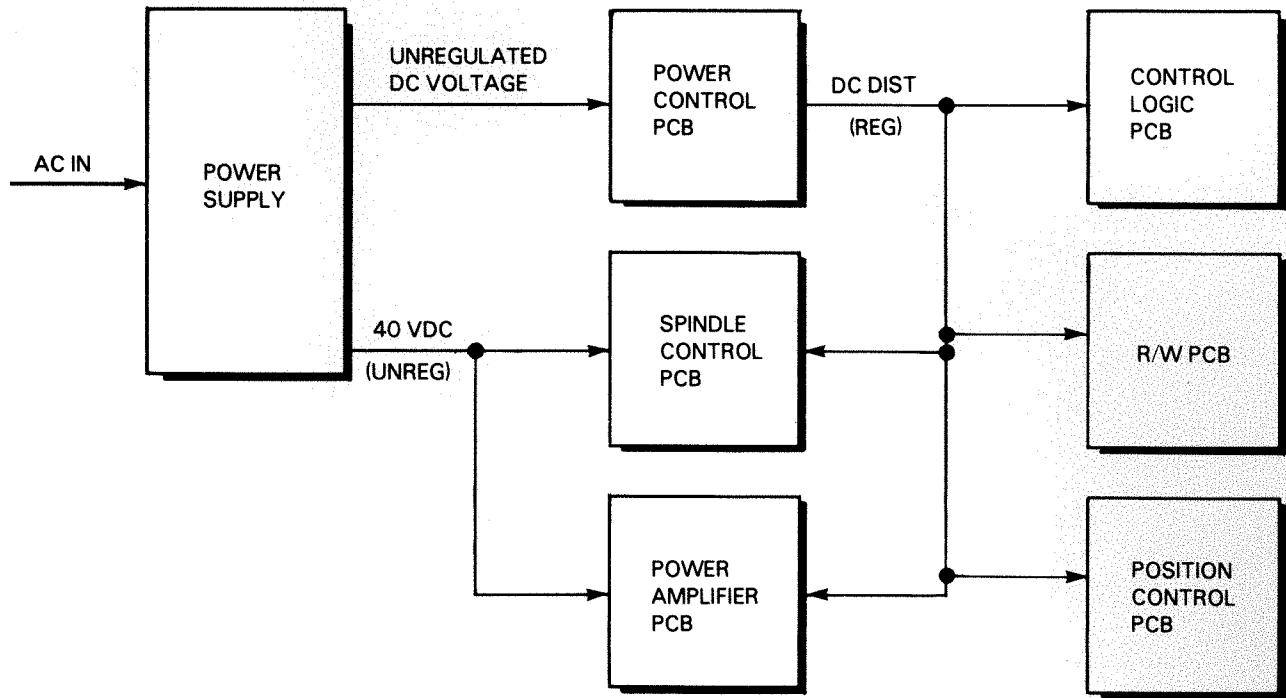 AC IN
POWER
SUPPLY
UNREGULATED
DC VOLTAGE
40 VDC
(UNREG)
POWER
CONTROL
PCB
DC DIST
(REG)
CONTROL
LOGIC
PCB
SPINDLE
CONTROL
PCB
R/W PCB
POWER
AMPLIFIER
PCB
POSITION
CONTROL
PCB